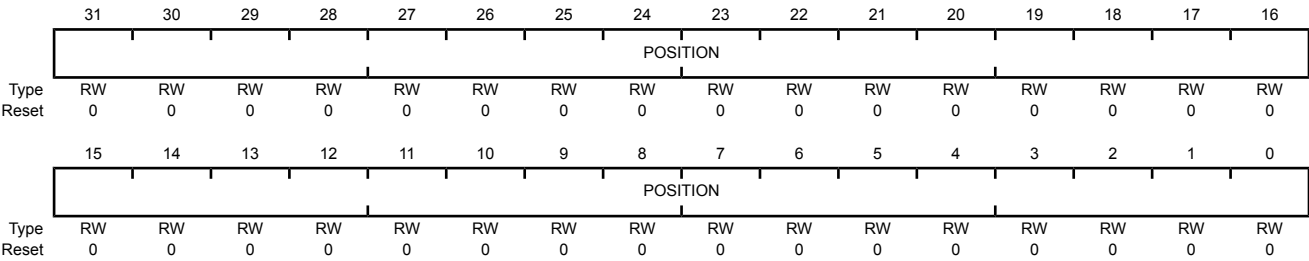 31 30 29 28 27 26 25 24 23 22 21 20 19 18 17 16
POSITION
Type RW RW RW RW RW RW RW RW RW RW RW RW RW RW RW RW
Reset 0 0 0 0 0 0 0 0 0 0 0 0 0 0 0 0
15 14 13 12 11 10 9 8 7 6 5 4 3 2 1 0
POSITION
Type RW RW RW RW RW RW RW RW RW RW RW RW RW RW RW RW
Reset 0 0 0 0 0 0 0 0 0 0 0 0 0 0 0 0